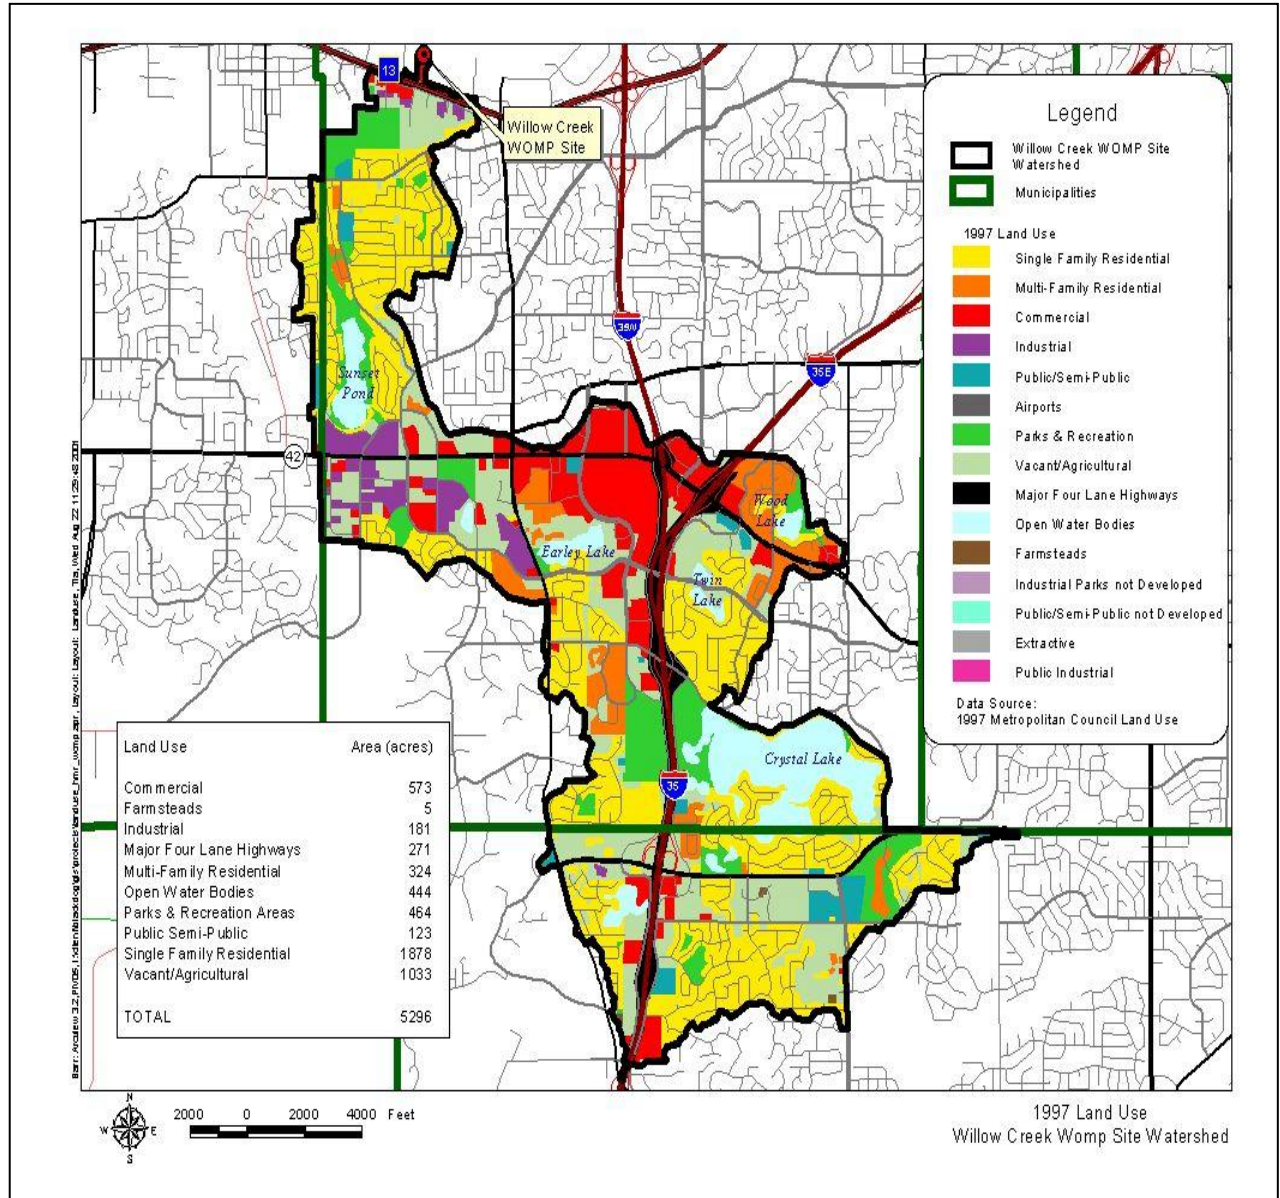 13
Willow Creek
WOMP Site
Legend
Willow Creek WOMP Site
Watershed
Municipalities
1997 Land Use
Single Family Residential
Multi-Family Residential
Commercial
Industrial
Public/Semi-Public
Airports
Parks & Recreation
Vacant/Agricultural
Major Four Lane Highways
Open Water Bodies
Farmsteads
Industrial Parks not Developed
Public/Semi-Public not Developed
Extractive
Public Industrial
Data Source:
1997 Metropolitan Council Land Use
35W
35E
Sunset
Pond
42
Wood
Lake
Earley Lake
Twin
Lake
Crystal Lake
35
Land Use Area (acres)
Commercial 573
Farmsteads 5
Industrial 181
Major Four Lane Highways 271
Multi-Family Residential 324
Open Water Bodies 444
Parks & Recreation Areas 464
Public Semi-Public 123
Single Family Residential 1878
Vacant/Agricultural 1033
TOTAL 5296
N
W E
S
2000 0 2000 4000 Feet
1997 Land Use
Willow Creek Womp Site Watershed